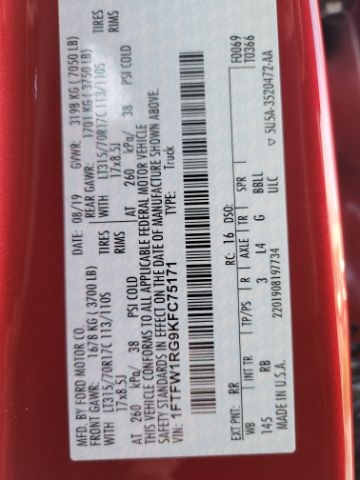 MFD. BY FORD MOTOR CO.
DATE: 08/19 GVWR: 3198 KG ( 7050 LB)
FRONT GAWR: 1678 KG (3700 LB)
REAR GAWR: 1701 KG (3750 LB)
WITH LT315/70R17C 113/110S TIRES
WITH LT315/70R17C 113/110S TIRES
17x8.5J RIMS
17x8.5J RIMS
AT 260 kPa/ 38 PSI COLD
AT 260 kPa/ 38 PSI COLD
THIS VEHICLE CONFORMS TO ALL APPLICABLE FEDERAL MOTOR VEHICLE
SAFETY STANDARDS IN EFFECT ON THE DATE OF MANUFACTURE SHOWN ABOVE.
VIN: 1FTFW1RG9KFC75171
TYPE: Truck
F0069
T0366
EXT PNT: RR RC: 16 DSO:
WB INT TR TP/PS R AXLE TR SPR
145 RB 3 L4 G BBLL
ULC
2201908197734
MADE IN U.S.A.
▽ 5U5A-3520472-AA